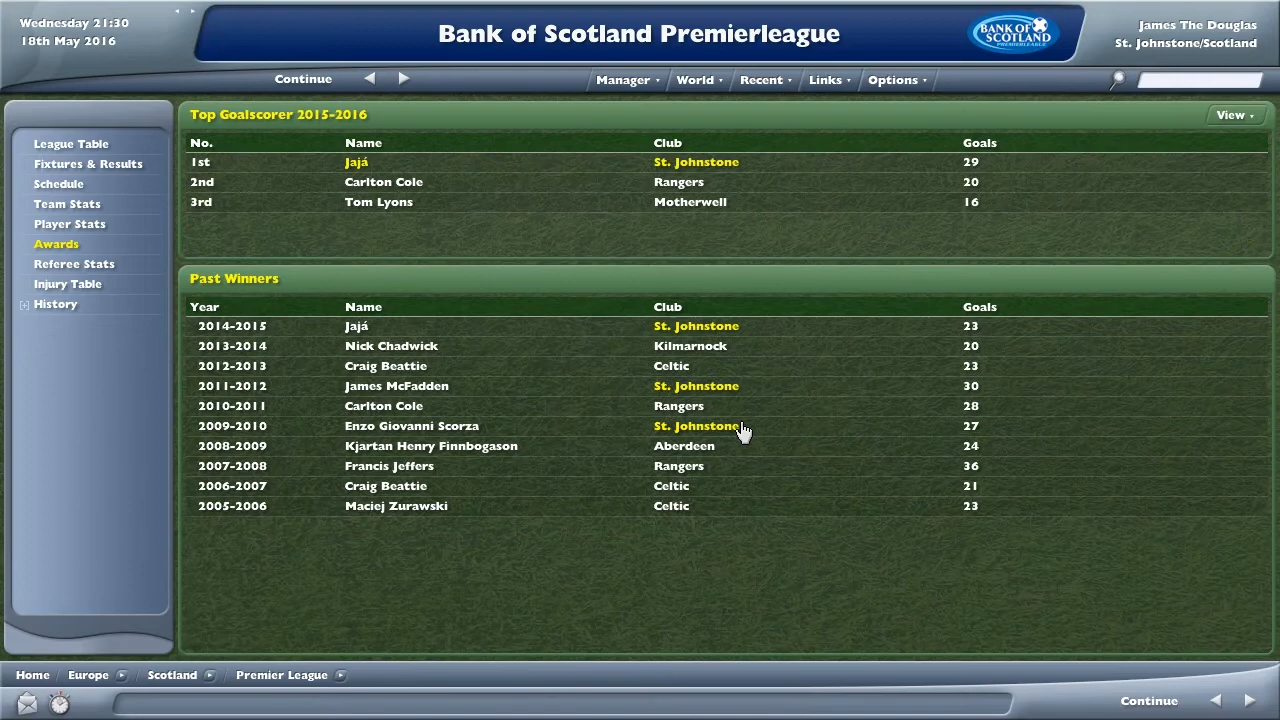 Wednesday 21:30
18th May 2016
Bank of Scotland Premierleague
BANK OF SCOTLAND PREMIERLEAGUE
James The Douglas
St. Johnstone/Scotland
Continue Manager World Recent Links Options
League Table
Fixtures & Results
Schedule
Team Stats
Player Stats
Awards
Referee Stats
Injury Table
History
Top Goalscorer 2015-2016 View
No. Name Club Goals
1st Jajá St. Johnstone 29
2nd Carlton Cole Rangers 20
3rd Tom Lyons Motherwell 16
Past Winners
Year Name Club Goals
2014-2015 Jajá St. Johnstone 23
2013-2014 Nick Chadwick Kilmarnock 20
2012-2013 Craig Beattie Celtic 23
2011-2012 James McFadden St. Johnstone 30
2010-2011 Carlton Cole Rangers 28
2009-2010 Enzo Giovanni Scorza St. Johnstone 27
2008-2009 Kjartan Henry Finnbogason Aberdeen 24
2007-2008 Francis Jeffers Rangers 36
2006-2007 Craig Beattie Celtic 21
2005-2006 Maciej Zurawski Celtic 23
Home Europe Scotland Premier League
Continue